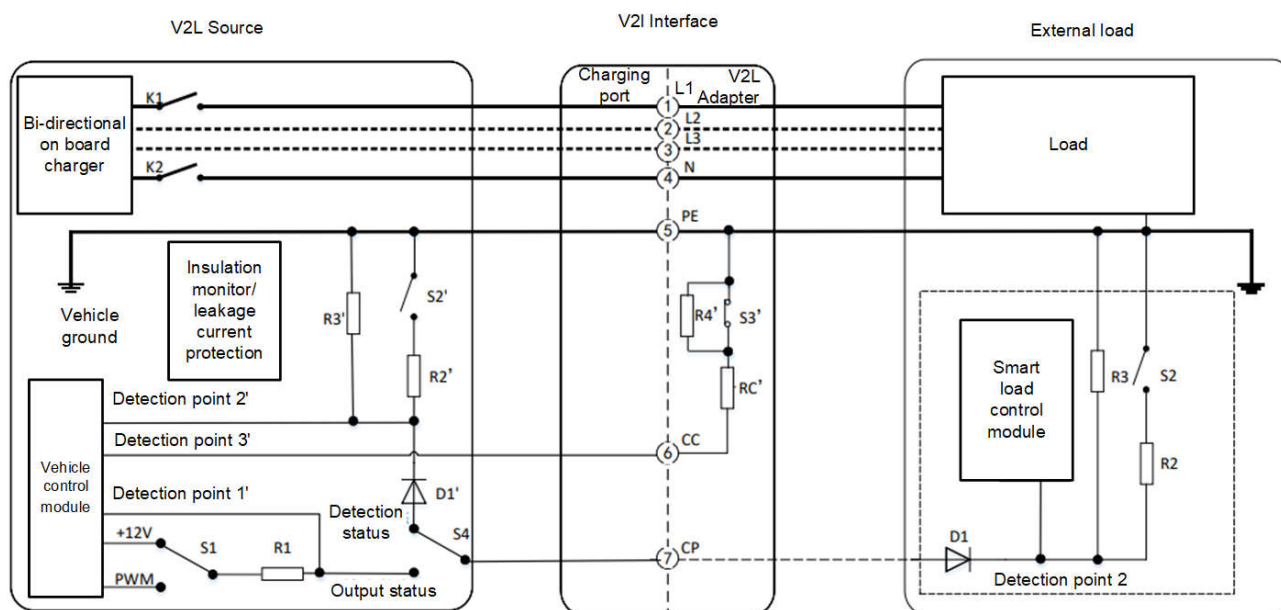 V2L Source
V2I Interface
External load
Charging
port
L1
V2L
Adapter
Bi-directional
on board
charger
K1
K2
1
2
L2
3
L3
4
N
Load
5
PE
Vehicle
ground
Insulation
monitor/
leakage
current
protection
R3'
S2'
R2'
R4'
S3'
RC'
Smart
load
control
module
R3
S2
R2
Vehicle
control
module
Detection point 2'
Detection point 3'
6
CC
Detection point 1'
D1'
Detection
status
+12V
S1
R1
S4
7
CP
D1
PWM
Output status
Detection point 2